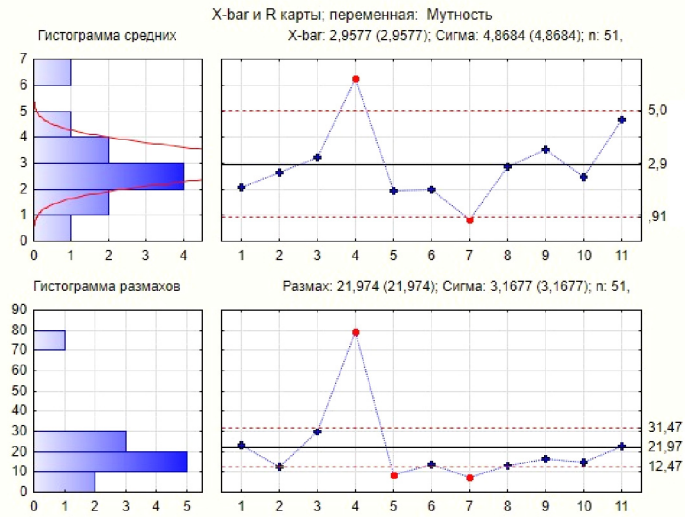 X-bar и R карты; переменная: Мутность
Гистограмма средних
X-bar: 2,9577 (2,9577); Сигма: 4,8684 (4,8684); n: 51,
7
6
5
4
3
2
1
0
0 1 2 3 4
5,0
2,9
,91
1 2 3 4 5 6 7 8 9 10 11
Гистограмма размахов
Размах: 21,974 (21,974); Сигма: 3,1677 (3,1677); n: 51,
90
80
70
60
50
40
30
20
10
0
0 1 2 3 4 5
31,47
21,97
12,47
1 2 3 4 5 6 7 8 9 10 11